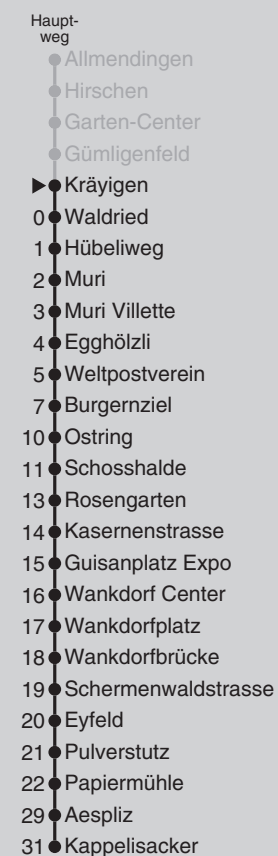 Haupt-
weg
Allmendingen
Hirschen
Garten-Center
Gümligenfeld
Kräyigen
0 Waldried
1 Hübeliweg
2 Muri
3 Muri Villette
4 Egghölzli
5 Weltpostverein
7 Burgernziel
10 Ostring
11 Schosshalde
13 Rosengarten
14 Kasernenstrasse
15 Guisanplatz Expo
16 Wankdorf Center
17 Wankdorfplatz
18 Wankdorfbrücke
19 Schermenwaldstrasse
20 Eyfeld
21 Pulverstutz
22 Papiermühle
29 Aespliz
31 Kappelisacker